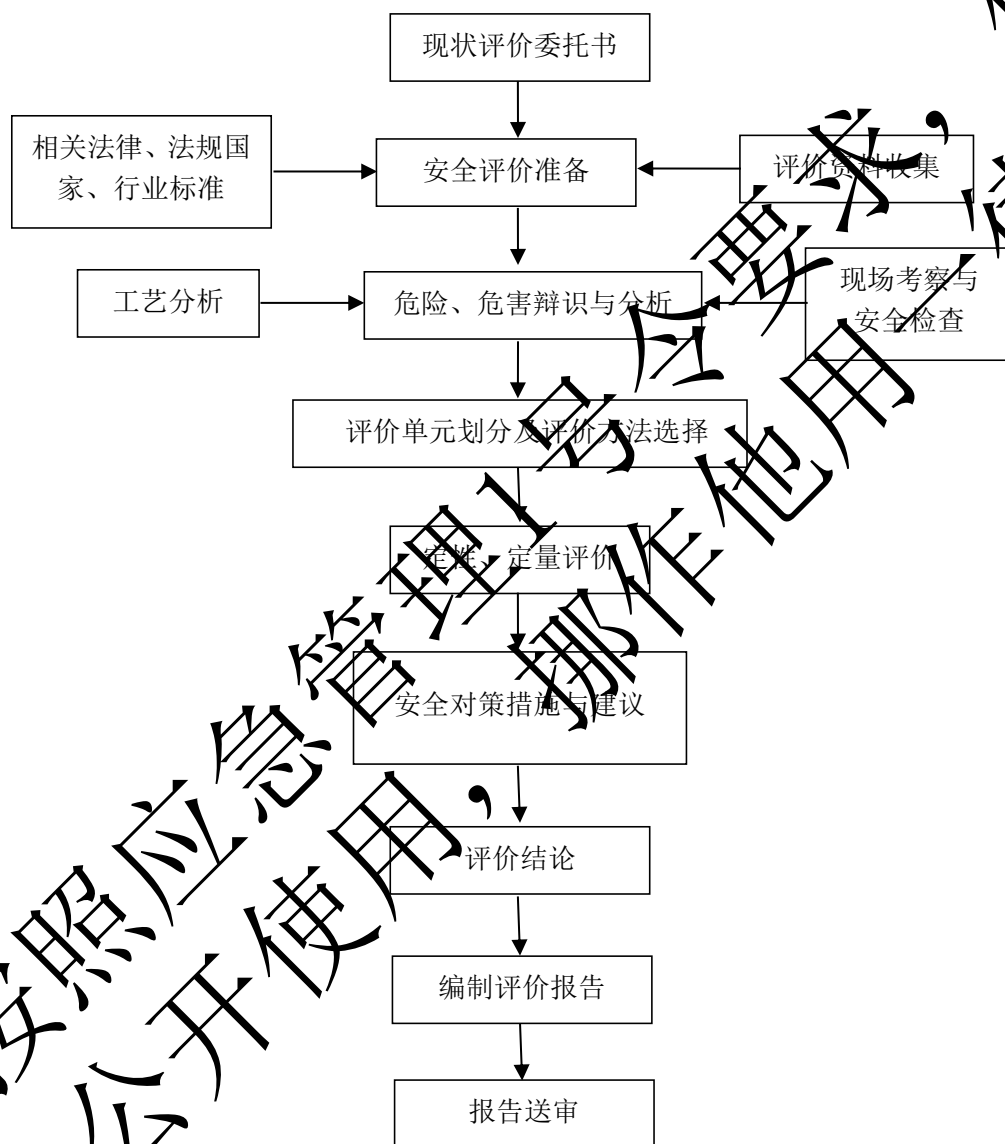 现状评价委托书
相关法律、法规国
家、行业标准
安全评价准备
评价资料收集
工艺分析
危险、危害辩识与分析
现场考察与
安全检查
评价单元划分及评价方法选择
定性、定量评价
安全对策措施与建议
评价结论
编制评价报告
报告送审
按照应急管理1号令要求，
公开使用，挪作他用